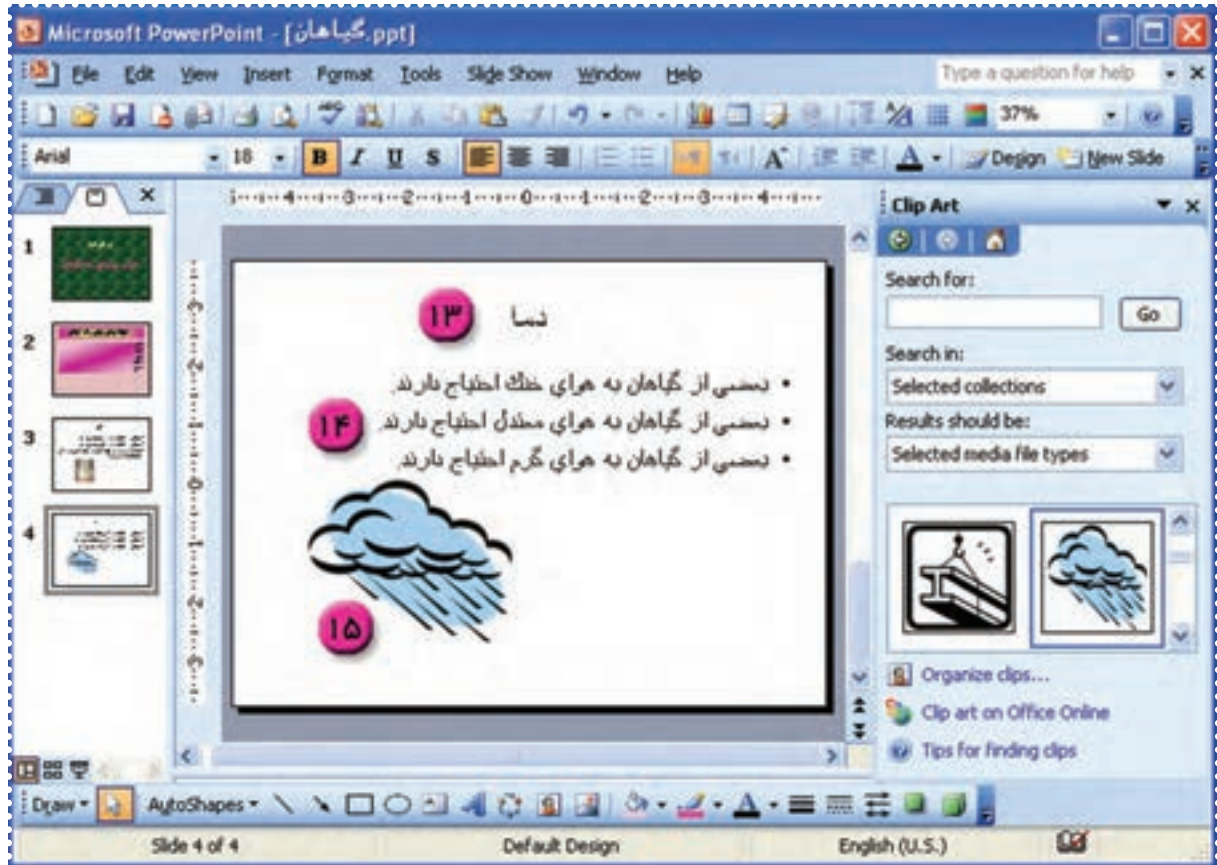 Microsoft PowerPoint - [گیاهان.ppt]
File Edit View Insert Format Tools Slide Show Window Help
Type a question for help
37%
Arial 18 B I U S
Design New Slide
1
2
3
4
دما
۱۳
بعضی از گیاهان به هوای خنک احتیاج دارند.
بعضی از گیاهان به هوای معتدل احتیاج دارند.
۱۴
بعضی از گیاهان به هوای گرم احتیاج دارند.
۱۵
Clip Art
Search for:
Go
Search in:
Selected collections
Results should be:
Selected media file types
Organize clips...
Clip art on Office Online
Tips for finding clips
Draw AutoShapes
Slide 4 of 4 Default Design English (U.S.)